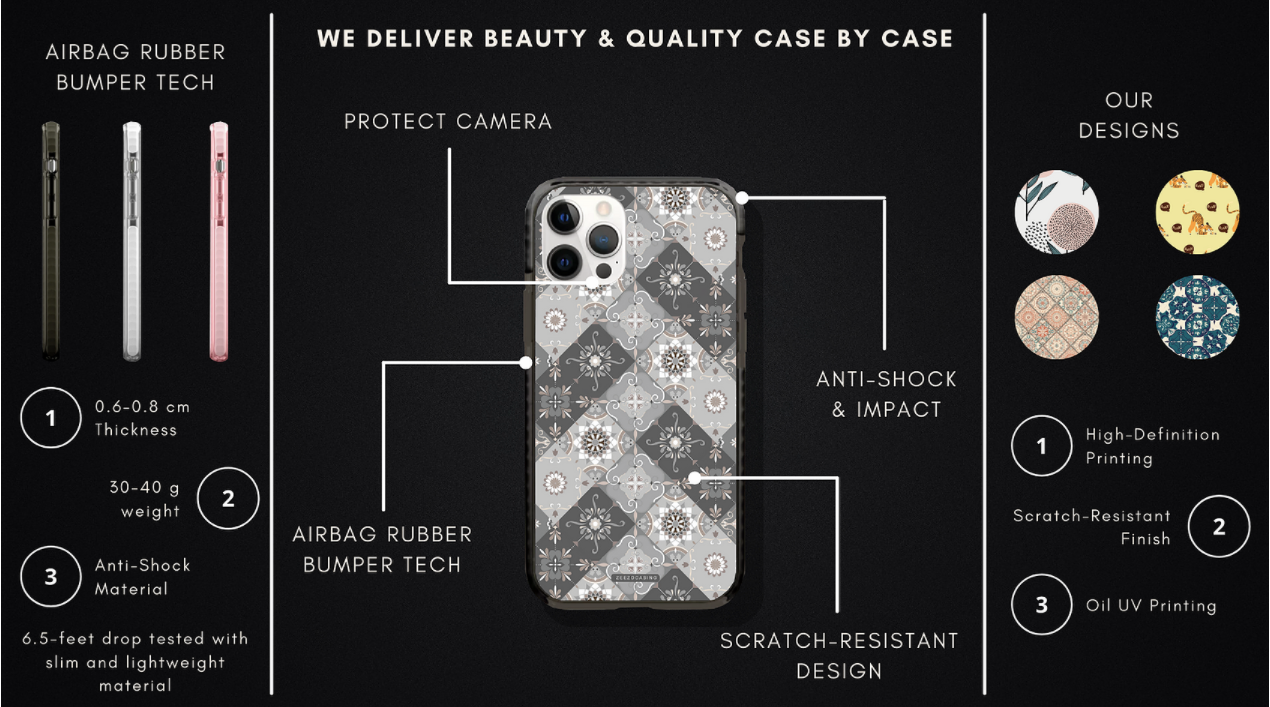 WE DELIVER BEAUTY & QUALITY CASE BY CASE
AIRBAG RUBBER
BUMPER TECH
1
0.6-0.8 cm
Thickness
30-40 g
weight
2
3
Anti-Shock
Material
6.5-feet drop tested with
slim and lightweight
material
PROTECT CAMERA
ANTI-SHOCK
& IMPACT
AIRBAG RUBBER
BUMPER TECH
SCRATCH-RESISTANT
DESIGN
OUR
DESIGNS
1
High-Definition
Printing
Scratch-Resistant
Finish
2
3
Oil UV Printing